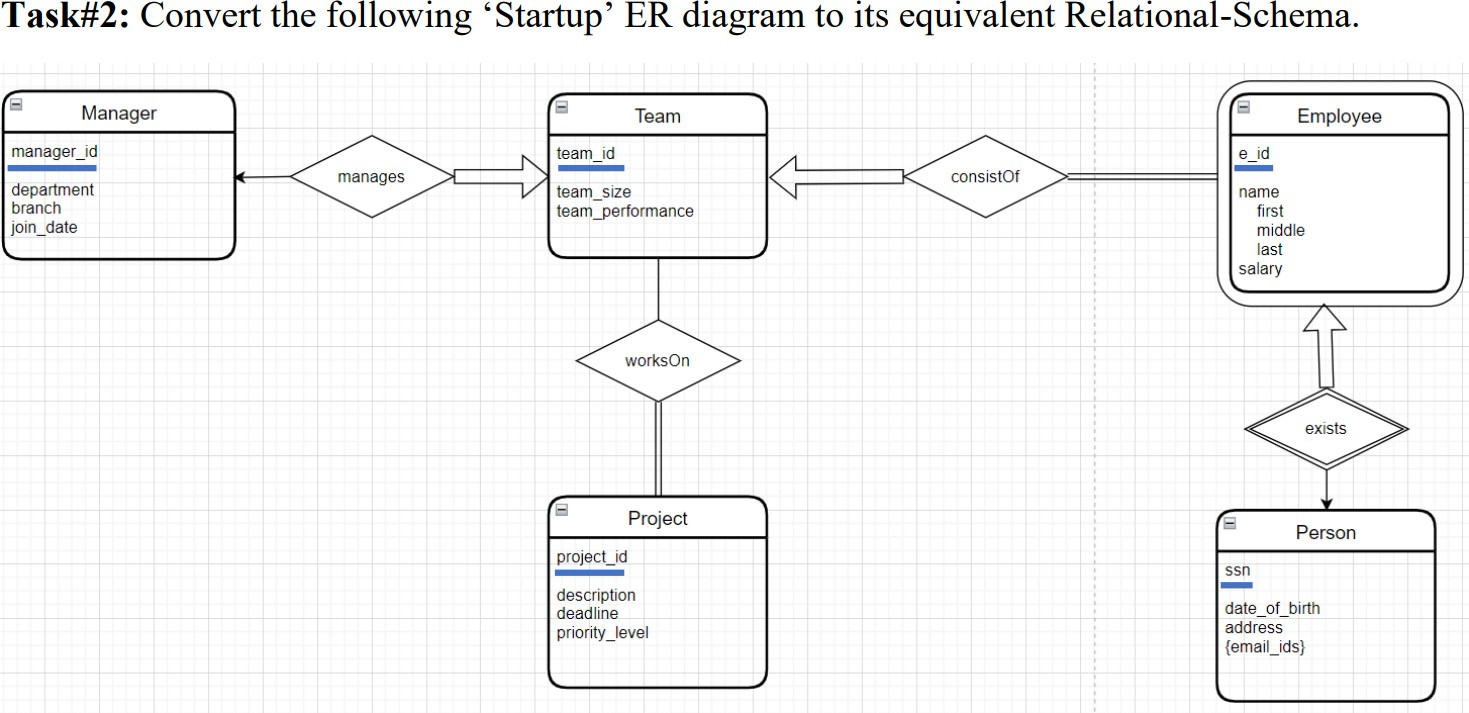 Task#2: Convert the following ‘Startup’ ER diagram to its equivalent Relational-Schema.
Manager
manager_id
department
branch
join_date
manages
Team
team_id
team_size
team_performance
consistOf
Employee
e_id
name
first
middle
last
salary
worksOn
exists
Project
project_id
description
deadline
priority_level
Person
ssn
date_of_birth
address
{email_ids}